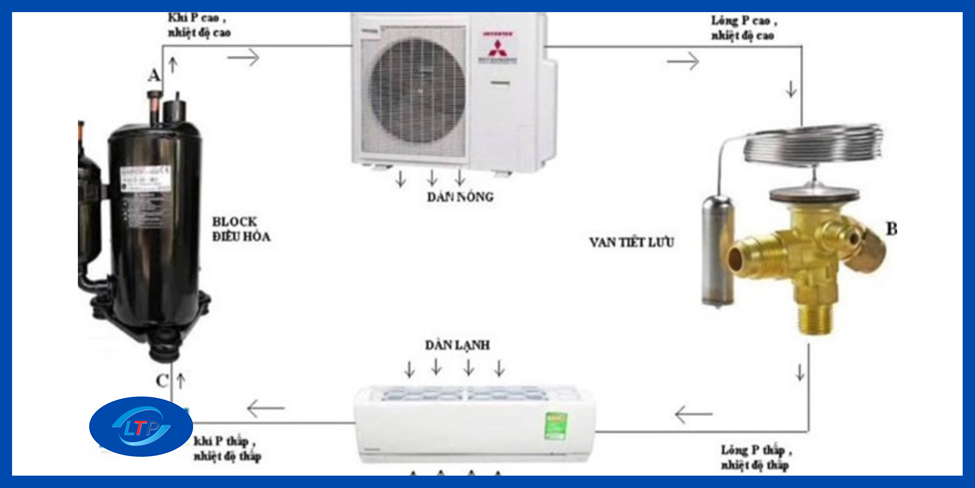 Khí P cao ,
nhiệt độ cao
Lỏng P cao ,
nhiệt độ cao
A
INVERTER
DÀN NÓNG
BLOCK
ĐIỀU HÒA
VAN TIẾT LƯU
B
DÀN LẠNH
C
LTP
khí P thấp ,
nhiệt độ thấp
Lỏng P thấp ,
nhiệt độ thấp